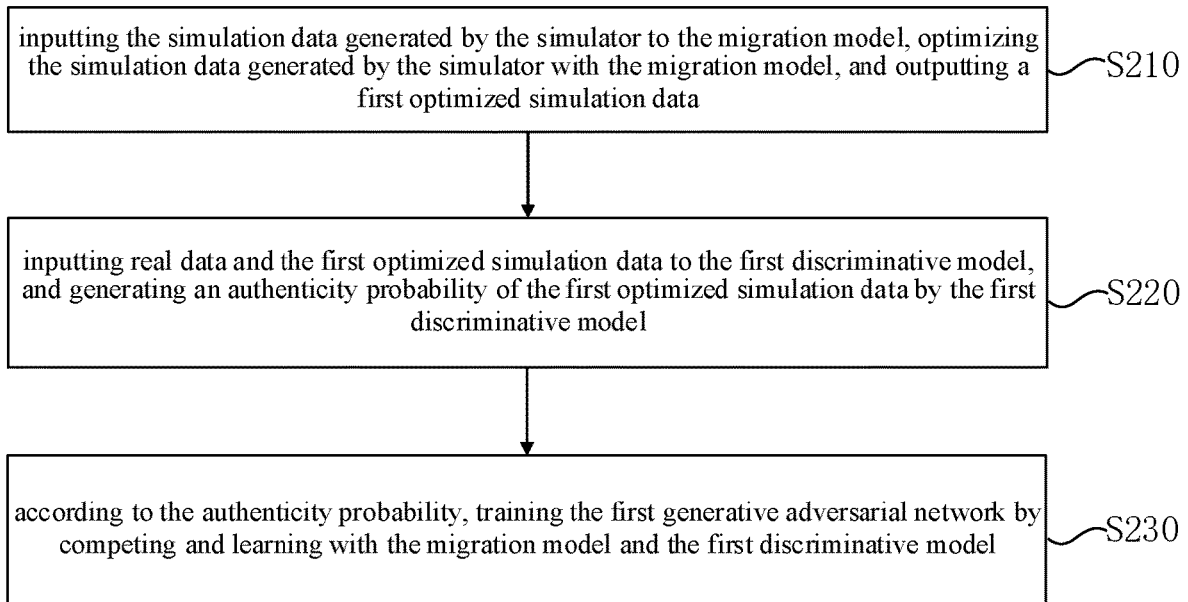 inputting the simulation data generated by the simulator to the migration model, optimizing
the simulation data generated by the simulator with the migration model, and outputting a
first optimized simulation data
S210
inputting real data and the first optimized simulation data to the first discriminative model,
and generating an authenticity probability of the first optimized simulation data by the first
discriminative model
S220
according to the authenticity probability, training the first generative adversarial network by
competing and learning with the migration model and the first discriminative model
S230